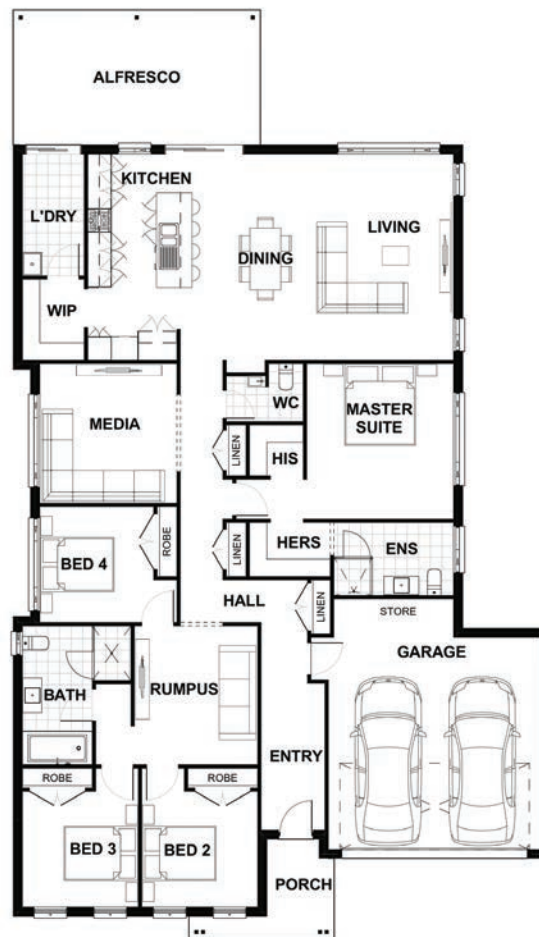 ALFRESCO
KITCHEN
L'DRY
LIVING
DINING
WIP
WC
MASTER
SUITE
MEDIA
LINEN
HIS
ROBE
LINEN
HERS
ENS
BED 4
HALL
LINEN
STORE
GARAGE
BATH
RUMPUS
ENTRY
ROBE
ROBE
BED 3
BED 2
PORCH